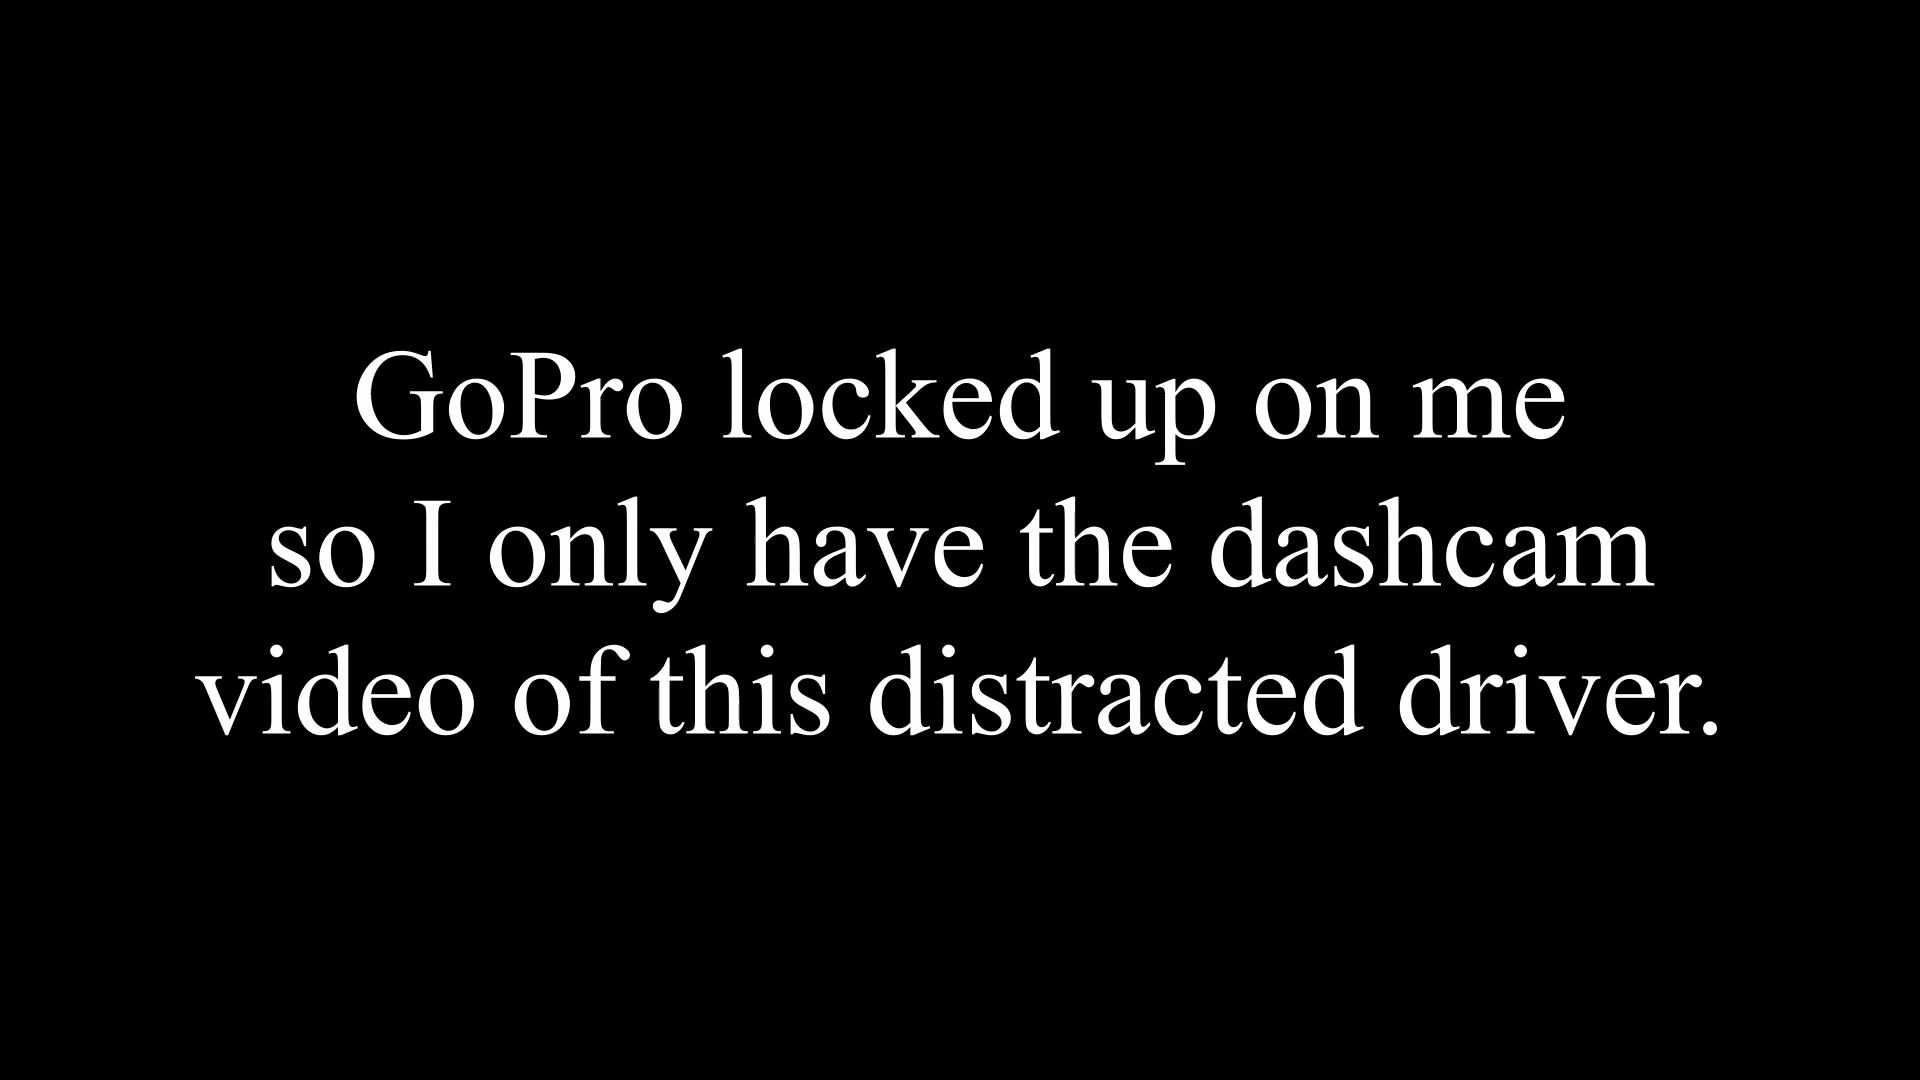 GoPro locked up on me
so I only have the dashcam
video of this distracted driver.